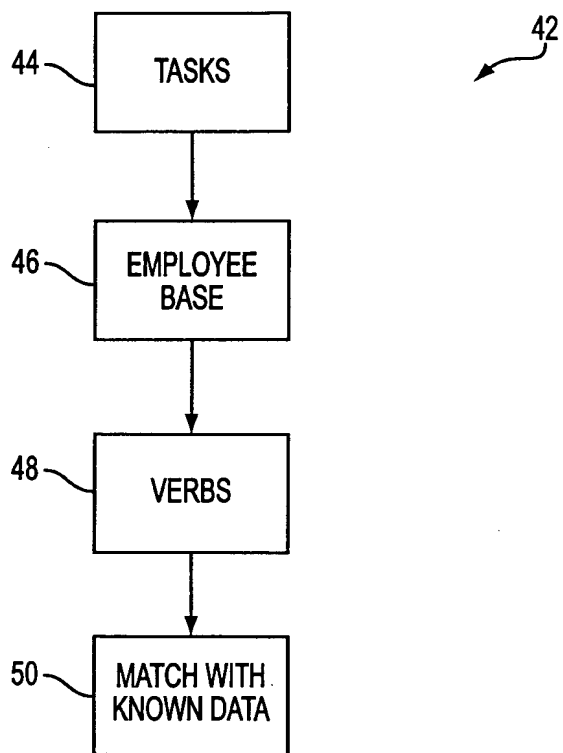 42
44
TASKS
46
EMPLOYEE
BASE
48
VERBS
50
MATCH WITH
KNOWN DATA